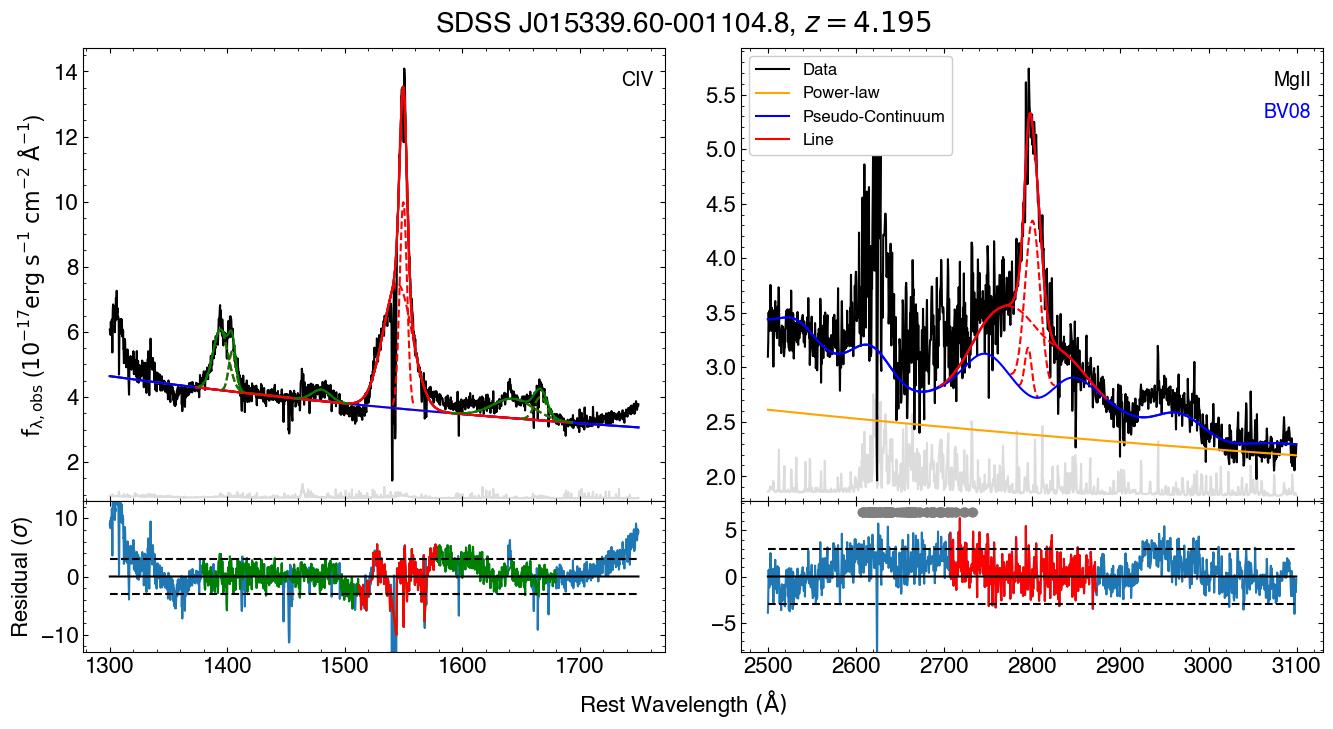 SDSS J015339.60-001104.8, z = 4.195
f_λ, obs (10⁻¹⁷erg s⁻¹ cm⁻² Å⁻¹)
14
12
10
8
6
4
2
CIV
Data
Power-law
Pseudo-Continuum
Line
MgII
BV08
5.5
5.0
4.5
4.0
3.5
3.0
2.5
2.0
Residual (σ)
10
0
−10
1300 1400 1500 1600 1700
5
0
−5
2500 2600 2700 2800 2900 3000 3100
Rest Wavelength (Å)